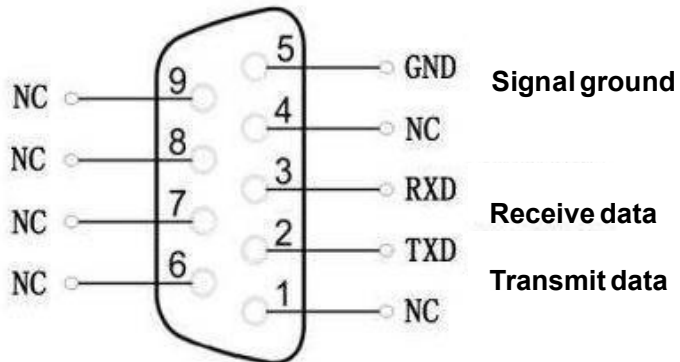 5 GND Signal ground
NC 9
4 NC
NC 8
3 RXD
Receive data
NC 7
2 TXD
Transmit data
NC 6
1 NC